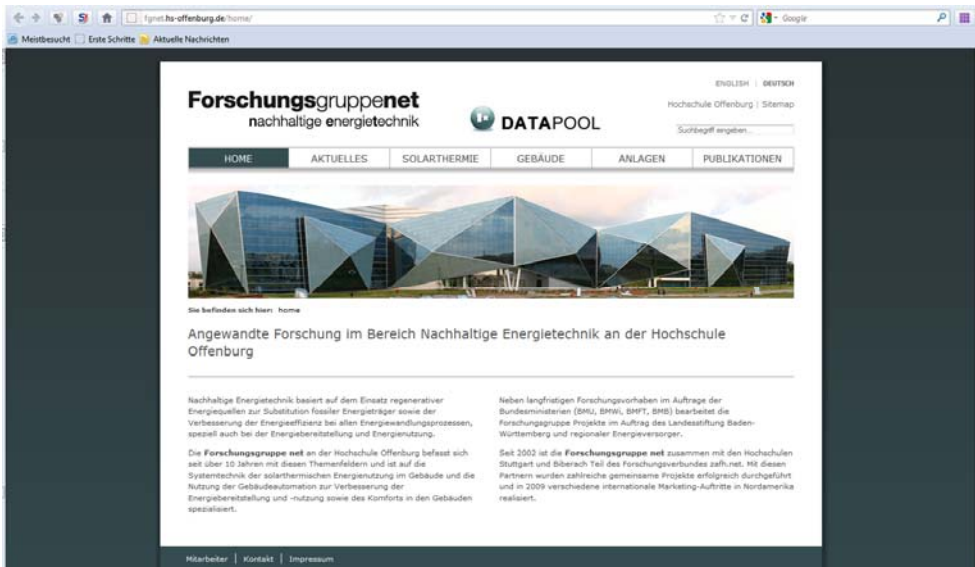 fgnet.hs-offenburg.de/home/
Google
Meistbesucht Erste Schritte Aktuelle Nachrichten
ENGLISH | DEUTSCH
Forschungsgruppenet
nachhaltige energietechnik
DATAPOOL
Hochschule Offenburg | Sitemap
Suchbegriff eingeben...
HOME AKTUELLES SOLARTHERMIE GEBÄUDE ANLAGEN PUBLIKATIONEN
Sie befinden sich hier: home
Angewandte Forschung im Bereich Nachhaltige Energietechnik an der Hochschule
Offenburg
Nachhaltige Energietechnik basiert auf dem Einsatz regenerativer
Energiequellen zur Substitution fossiler Energieträger sowie der
Verbesserung der Energieeffizienz bei allen Energiewandlungsprozessen,
speziell auch bei der Energiebereitstellung und Energienutzung.
Die Forschungsgruppe net an der Hochschule Offenburg befasst sich
seit über 10 Jahren mit diesen Themenfeldern und ist auf die
Systemtechnik der solarthermischen Energienutzung im Gebäude und die
Nutzung der Gebäudeautomation zur Verbesserung der
Energiebereitstellung und -nutzung sowie des Komforts in den Gebäuden
spezialisiert.
Neben langfristigen Forschungsvorhaben im Auftrage der
Bundesministerien (BMU, BMWi, BMFT, BMB) bearbeitet die
Forschungsgruppe Projekte im Auftrag des Landesstiftung Baden-
Württemberg und regionaler Energieversorger.
Seit 2002 ist die Forschungsgruppe net zusammen mit den Hochschulen
Stuttgart und Biberach Teil des Forschungsverbundes zafh.net. Mit diesen
Partnern wurden zahlreiche gemeinsame Projekte erfolgreich durchgeführt
und in 2009 verschiedene internationale Marketing-Auftritte in Nordamerika
realisiert.
Mitarbeiter | Kontakt | Impressum